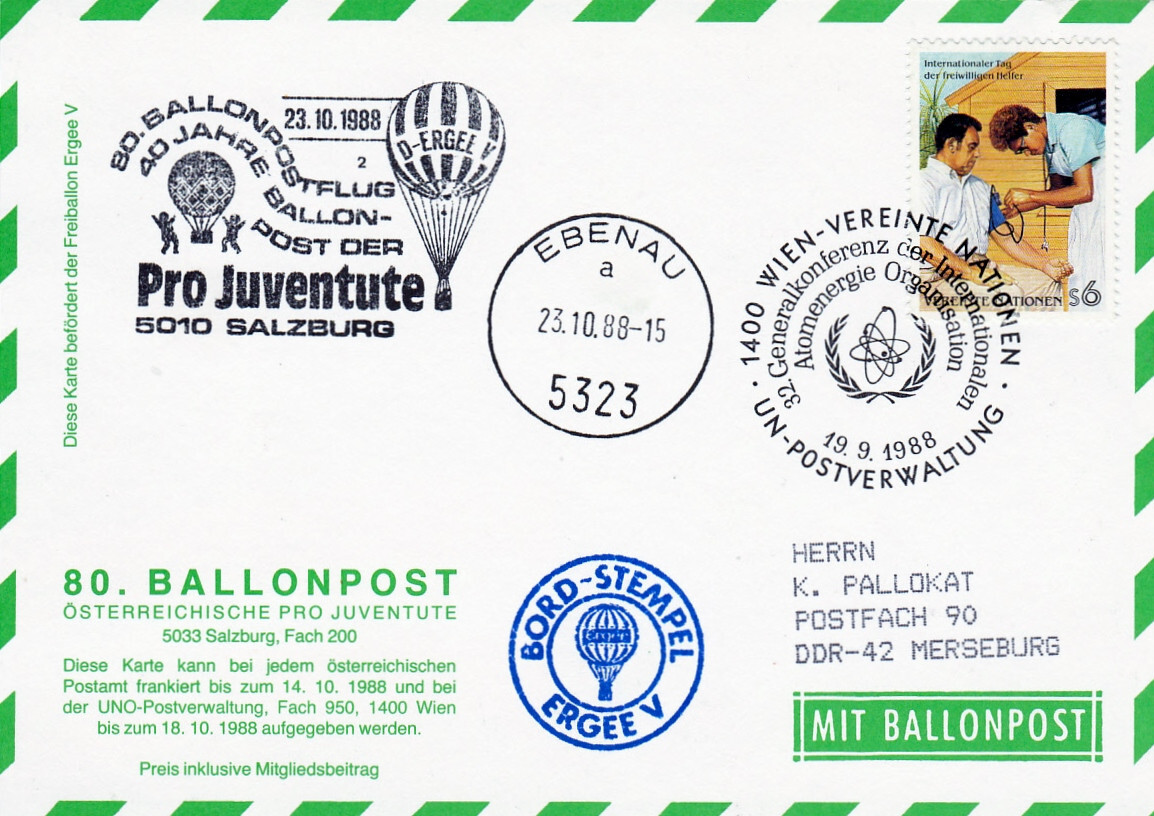 Diese Karte befördert der Freiballon Ergee V
80. BALLONPOSTFLUG
40 JAHRE BALLON-
POST DER
Pro Juventute
5010 SALZBURG
23.10.1988
2
D-ERGEE V
EBENAU
a
23.10.88-15
5323
Internationaler Tag
der freiwilligen Helfer
VEREINTE NATIONEN S6
1400 WIEN-VEREINTE NATIONEN
32. Generalkonferenz der Internationalen
Atomenergie Organisation
19. 9. 1988
UN-POSTVERWALTUNG
80. BALLONPOST
ÖSTERREICHISCHE PRO JUVENTUTE
5033 Salzburg, Fach 200
Diese Karte kann bei jedem österreichischen
Postamt frankiert bis zum 14. 10. 1988 und bei
der UNO-Postverwaltung, Fach 950, 1400 Wien
bis zum 18. 10. 1988 aufgegeben werden.
Preis inklusive Mitgliedsbeitrag
BORD-STEMPEL
ERGEE V
HERRN
K. PALLOKAT
POSTFACH 90
DDR-42 MERSEBURG
MIT BALLONPOST